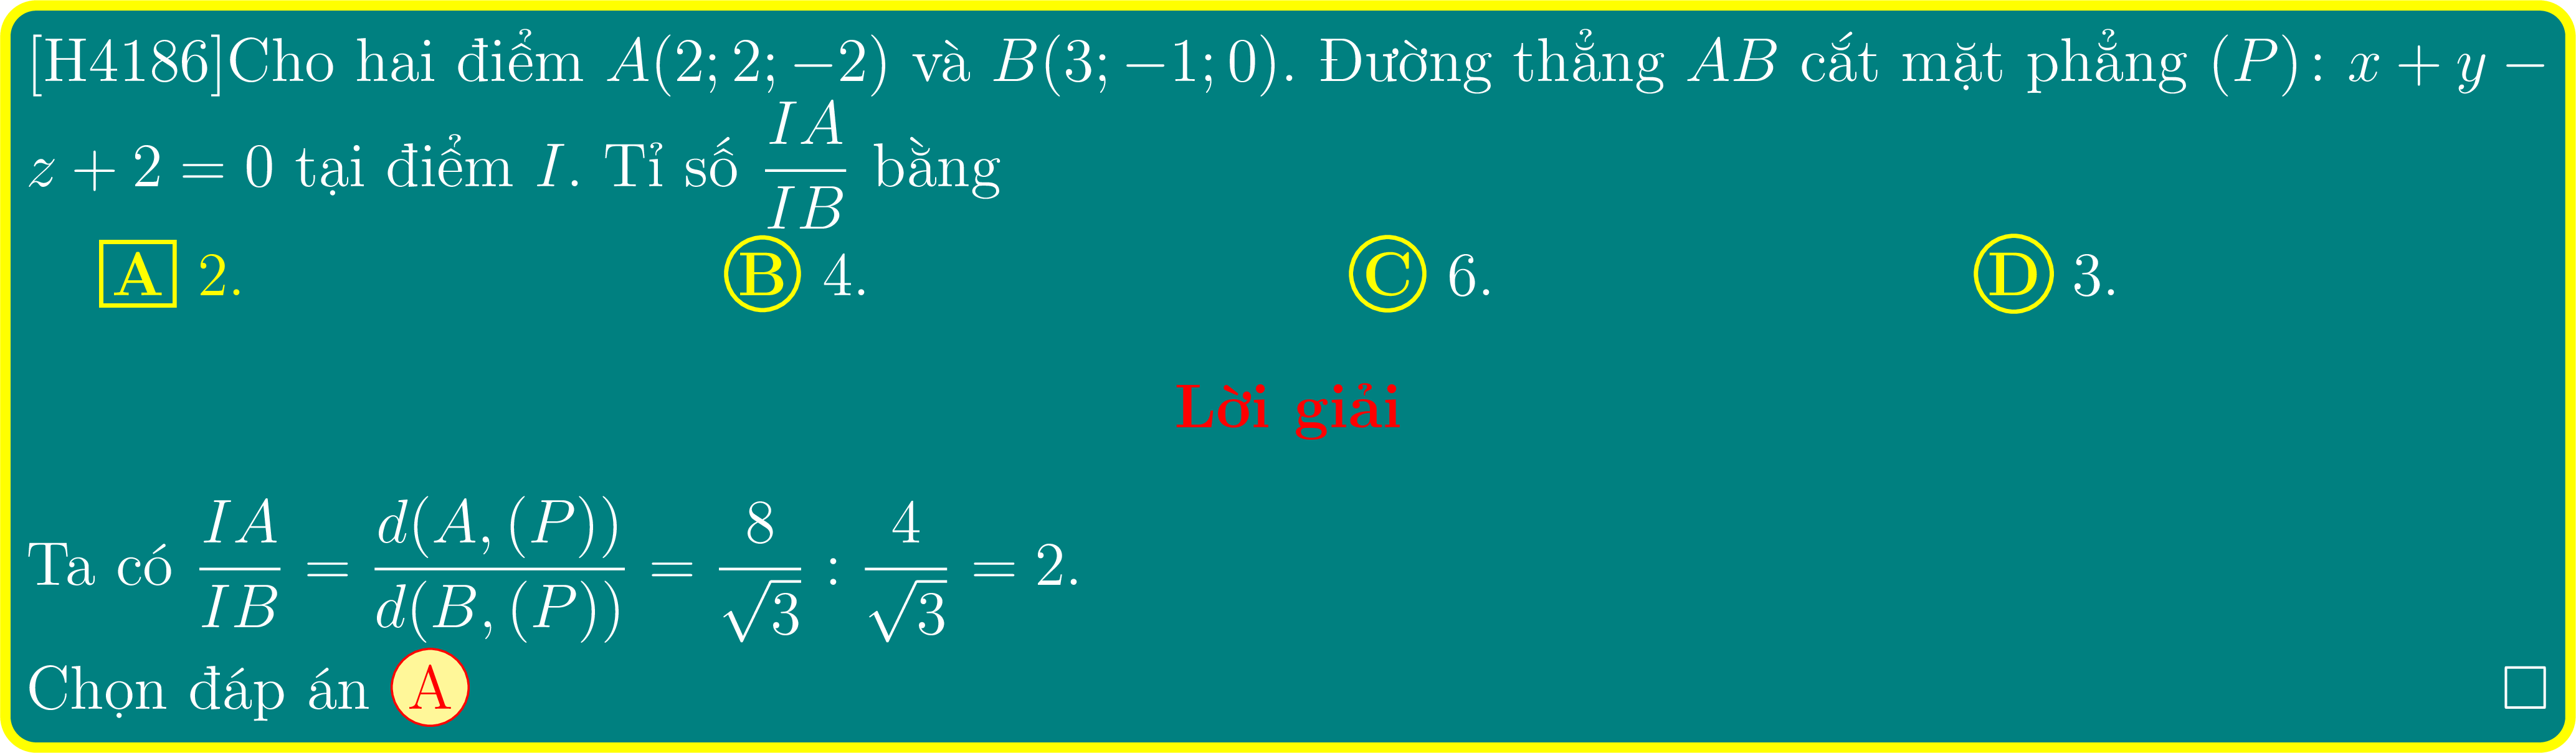 [H4186]Cho hai điểm A(2; 2; −2) và B(3; −1; 0). Đường thẳng AB cắt mặt phẳng (P): x + y −
z + 2 = 0 tại điểm I. Tỉ số \frac{IA}{IB} bằng
A 2. B 4. C 6. D 3.
Lời giải
Ta có \frac{IA}{IB} = \frac{d(A, (P))}{d(B, (P))} = \frac{8}{\sqrt{3}} : \frac{4}{\sqrt{3}} = 2.
Chọn đáp án A □